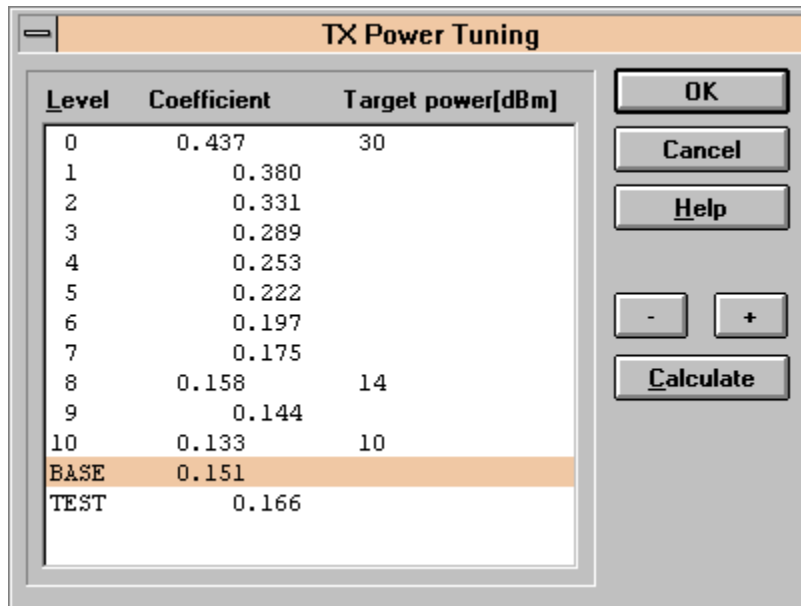 TX Power Tuning
Level Coefficient Target power[dBm]
0 0.437 30
1 0.380
2 0.331
3 0.289
4 0.253
5 0.222
6 0.197
7 0.175
8 0.158 14
9 0.144
10 0.133 10
BASE 0.151
TEST 0.166
OK
Cancel
Help
- +
Calculate